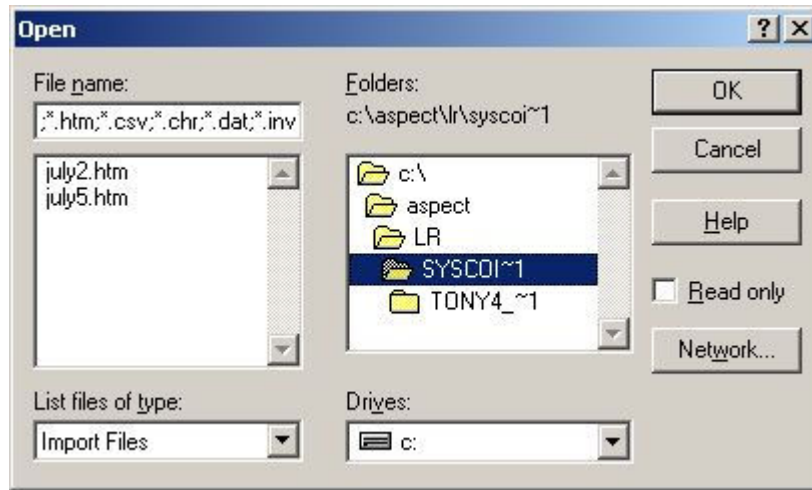 Open
File name:
;*.htm;*.csv;*.chr;*.dat;*.inv
july2.htm
july5.htm
List files of type:
Import Files
Folders:
c:\aspect\lr\syscoi~1
c:\
aspect
LR
SYSCOI~1
TONY4_~1
Drives:
c:
OK
Cancel
Help
Read only
Network...